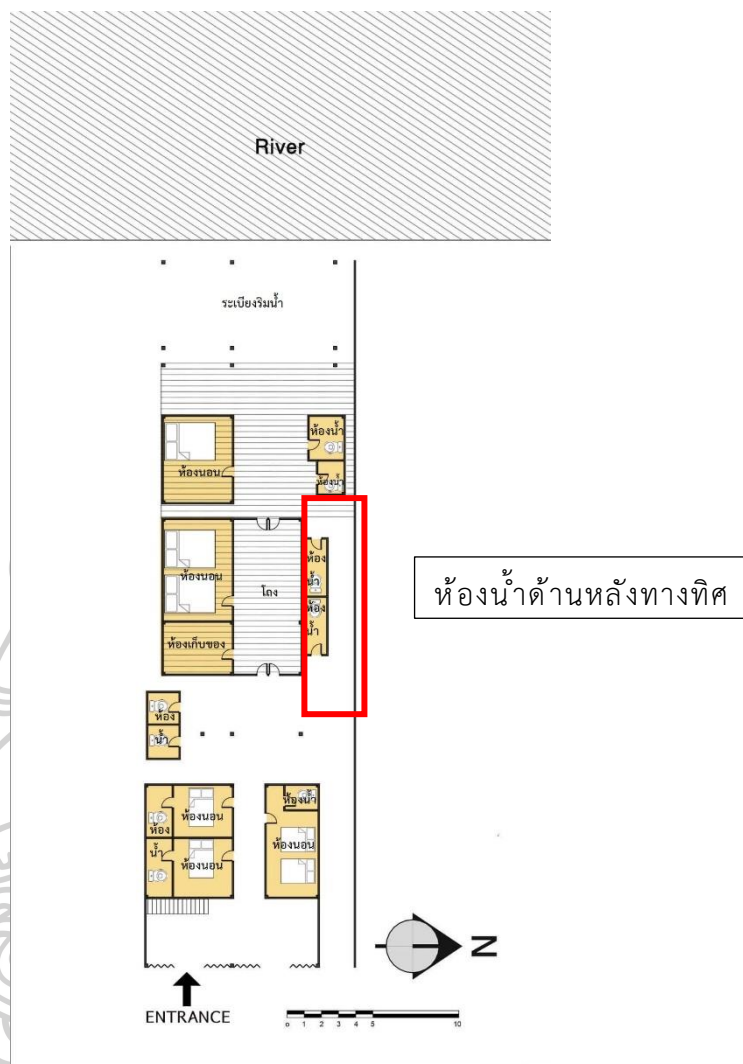 River
ระเบียงริมน้ำ
ห้องน้ำ
ห้องนอน
ห้องน้ำ
ห้อง
น้ำ
ห้องนอน
โถง
ห้อง
น้ำ
ห้องน้ำด้านหลังทางทิศ
ห้องเก็บของ
ห้อง
น้ำ
ห้องน้ำ
ห้องนอน
ห้อง
น้ำ
ห้องนอน
ห้องนอน
N
ENTRANCE
0 1 2 3 4 5 10